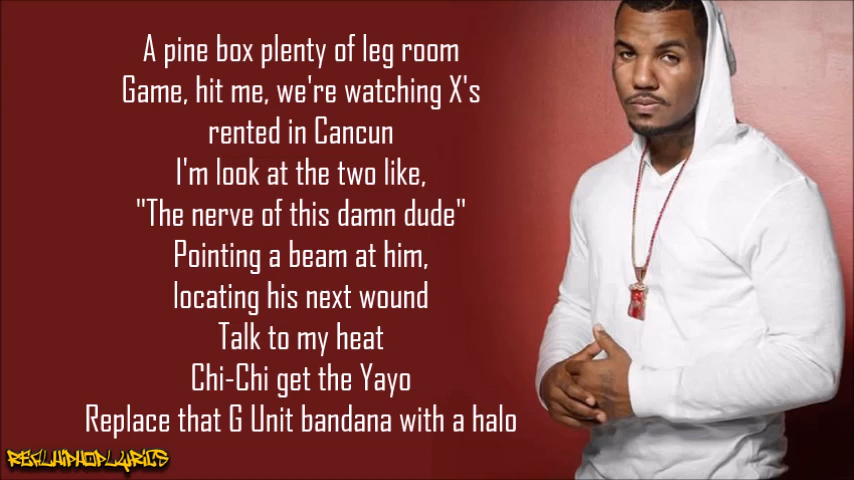 A pine box plenty of leg room
Game, hit me, we're watching X's
rented in Cancun
I'm look at the two like,
"The nerve of this damn dude"
Pointing a beam at him,
locating his next wound
Talk to my heat
Chi-Chi get the Yayo
Replace that G Unit bandana with a halo
REALHIPHOPLYRICS